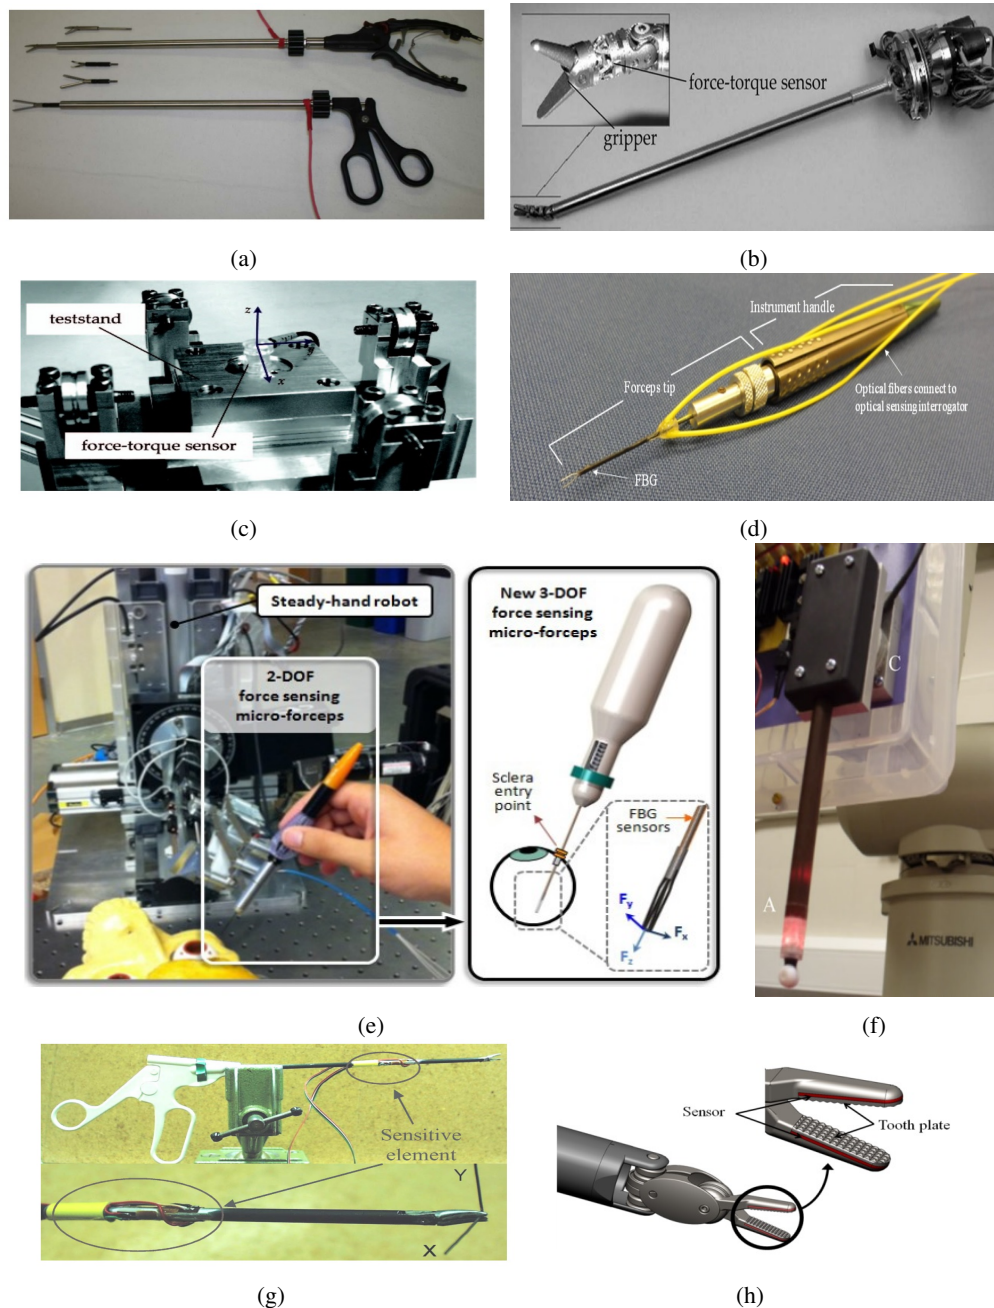 force-torque sensor
gripper
(a)
(b)
teststand
z
x
force-torque sensor
Instrument handle
Forceps tip
Optical fibers connect to
optical sensing interrogator
FBG
(c)
(d)
Steady-hand robot
2-DOF
force sensing
micro-forceps
New 3-DOF
force sensing
micro-forceps
Sclera
entry
point
FBG
sensors
Fy
Fx
Fz
C
A
MITSUBISHI
(e)
(f)
Sensitive
element
Y
X
Sensor
Tooth plate
(g)
(h)